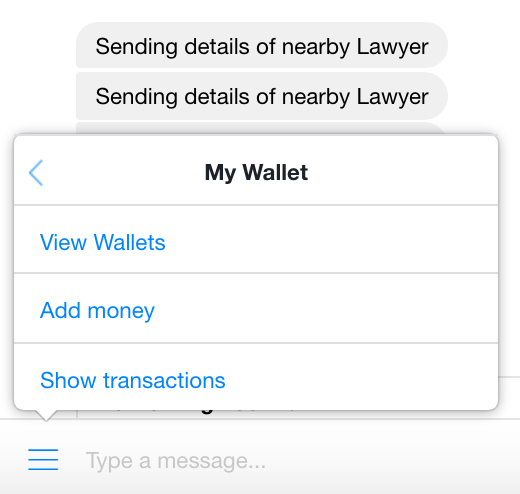 Sending details of nearby Lawyer
Sending details of nearby Lawyer
My Wallet
View Wallets
Add money
Show transactions
Type a message...